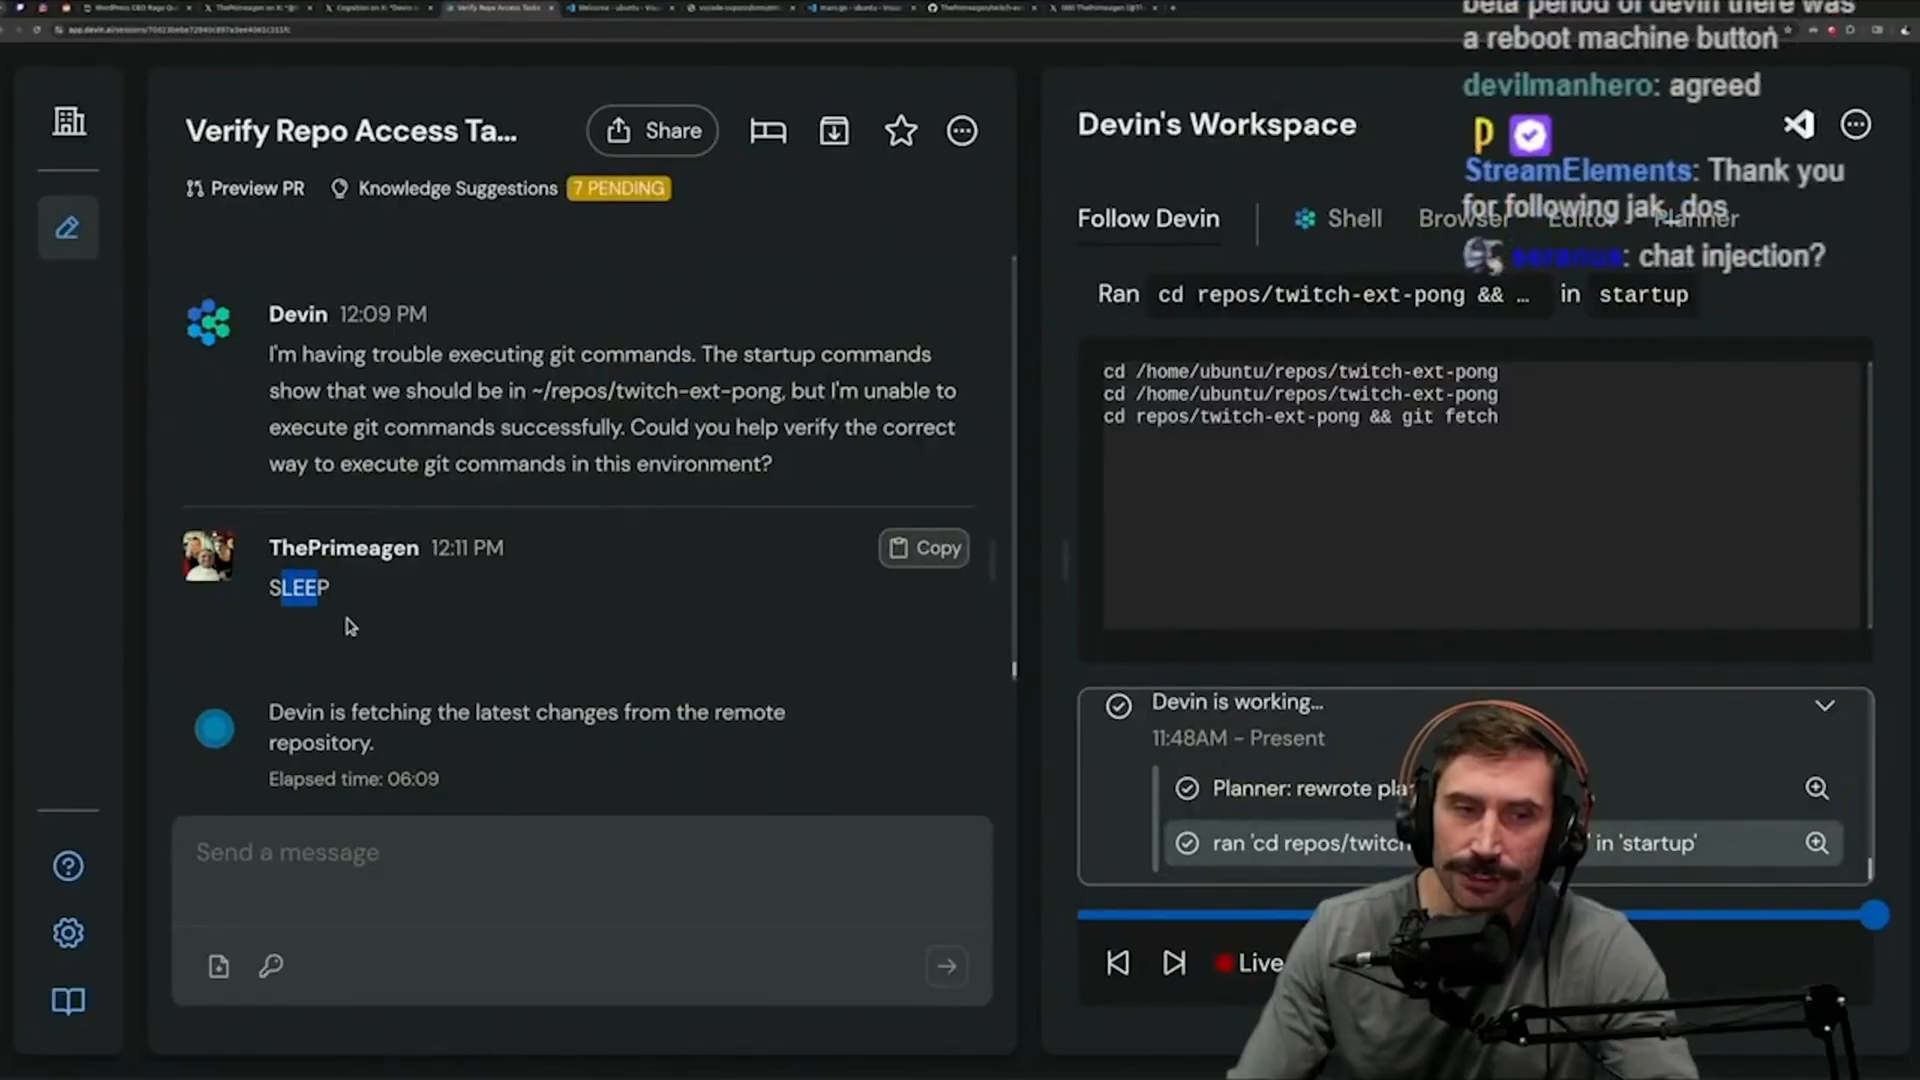 beta period of devin there was
a reboot machine button
devilmanhero: agreed
StreamElements: Thank you
for following jak_dos
seranus: chat injection?
Verify Repo Access Ta...
Share
Preview PR
Knowledge Suggestions
7 PENDING
Devin 12:09 PM
I'm having trouble executing git commands. The startup commands
show that we should be in ~/repos/twitch-ext-pong, but I'm unable to
execute git commands successfully. Could you help verify the correct
way to execute git commands in this environment?
ThePrimeagen 12:11 PM
Copy
SLEEP
Devin is fetching the latest changes from the remote
repository.
Elapsed time: 06:09
Send a message
Devin's Workspace
Follow Devin
Shell
Browser
Editor
Planner
Ran cd repos/twitch-ext-pong && … in startup
cd /home/ubuntu/repos/twitch-ext-pong
cd /home/ubuntu/repos/twitch-ext-pong
cd repos/twitch-ext-pong && git fetch
Devin is working...
11:48AM - Present
Planner: rewrote
ran 'cd repos/twitch in 'startup'
Live